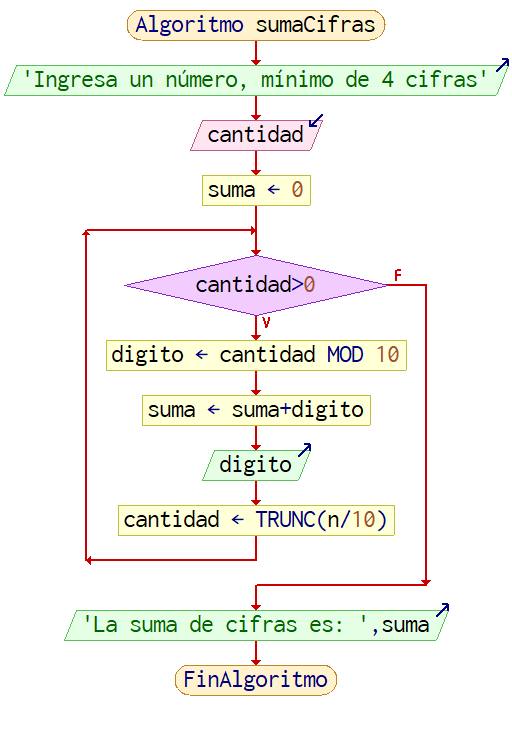 Algoritmo sumaCifras
'Ingresa un número, mínimo de 4 cifras'
cantidad
suma ← 0
cantidad>0
F
V
digito ← cantidad MOD 10
suma ← suma+digito
digito
cantidad ← TRUNC(n/10)
'La suma de cifras es: ',suma
FinAlgoritmo